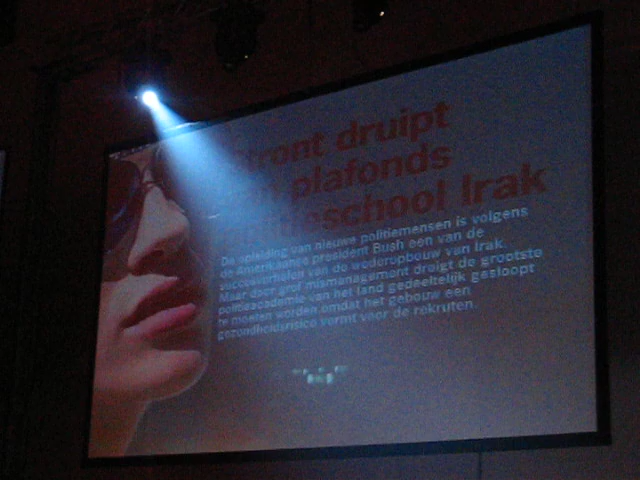 Stront druipt
plafonds
politieschool Irak
De opleiding van nieuwe politiemensen is volgens
de Amerikaanse president Bush een van de
succesverhalen van de wederopbouw van Irak.
Maar door grof mismanagement dreigt de grootste
politieacademie van het land gedeeltelijk gesloopt
te moeten worden omdat het gebouw een
gezondheidsrisico vormt voor de rekruten.